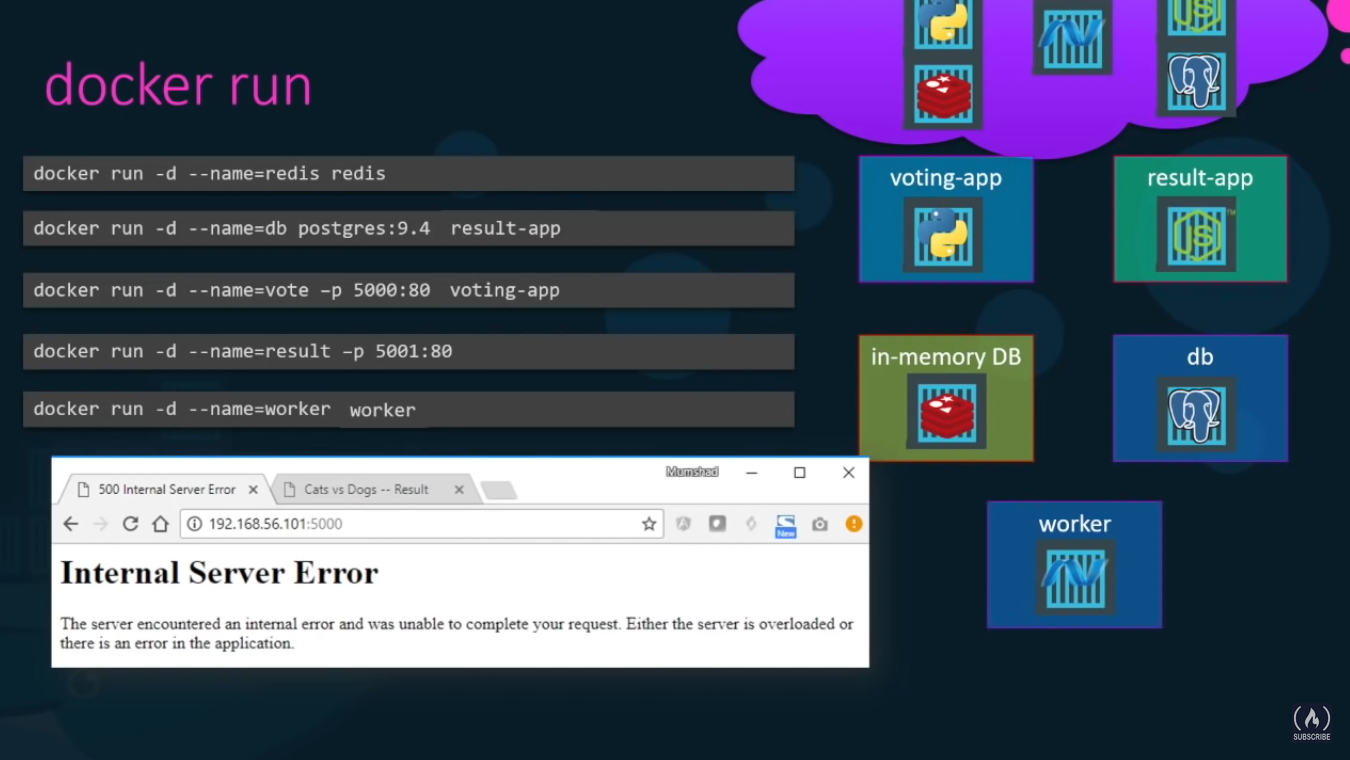 docker run
docker run -d --name=redis redis
docker run -d --name=db postgres:9.4 result-app
docker run -d --name=vote –p 5000:80 voting-app
docker run -d --name=result –p 5001:80
docker run -d --name=worker worker
voting-app
result-app
JS
™
in-memory DB
db
worker
Mumshad
500 Internal Server Error
Cats vs Dogs -- Result
192.168.56.101:5000
New
Internal Server Error
The server encountered an internal error and was unable to complete your request. Either the server is overloaded or
there is an error in the application.
SUBSCRIBE